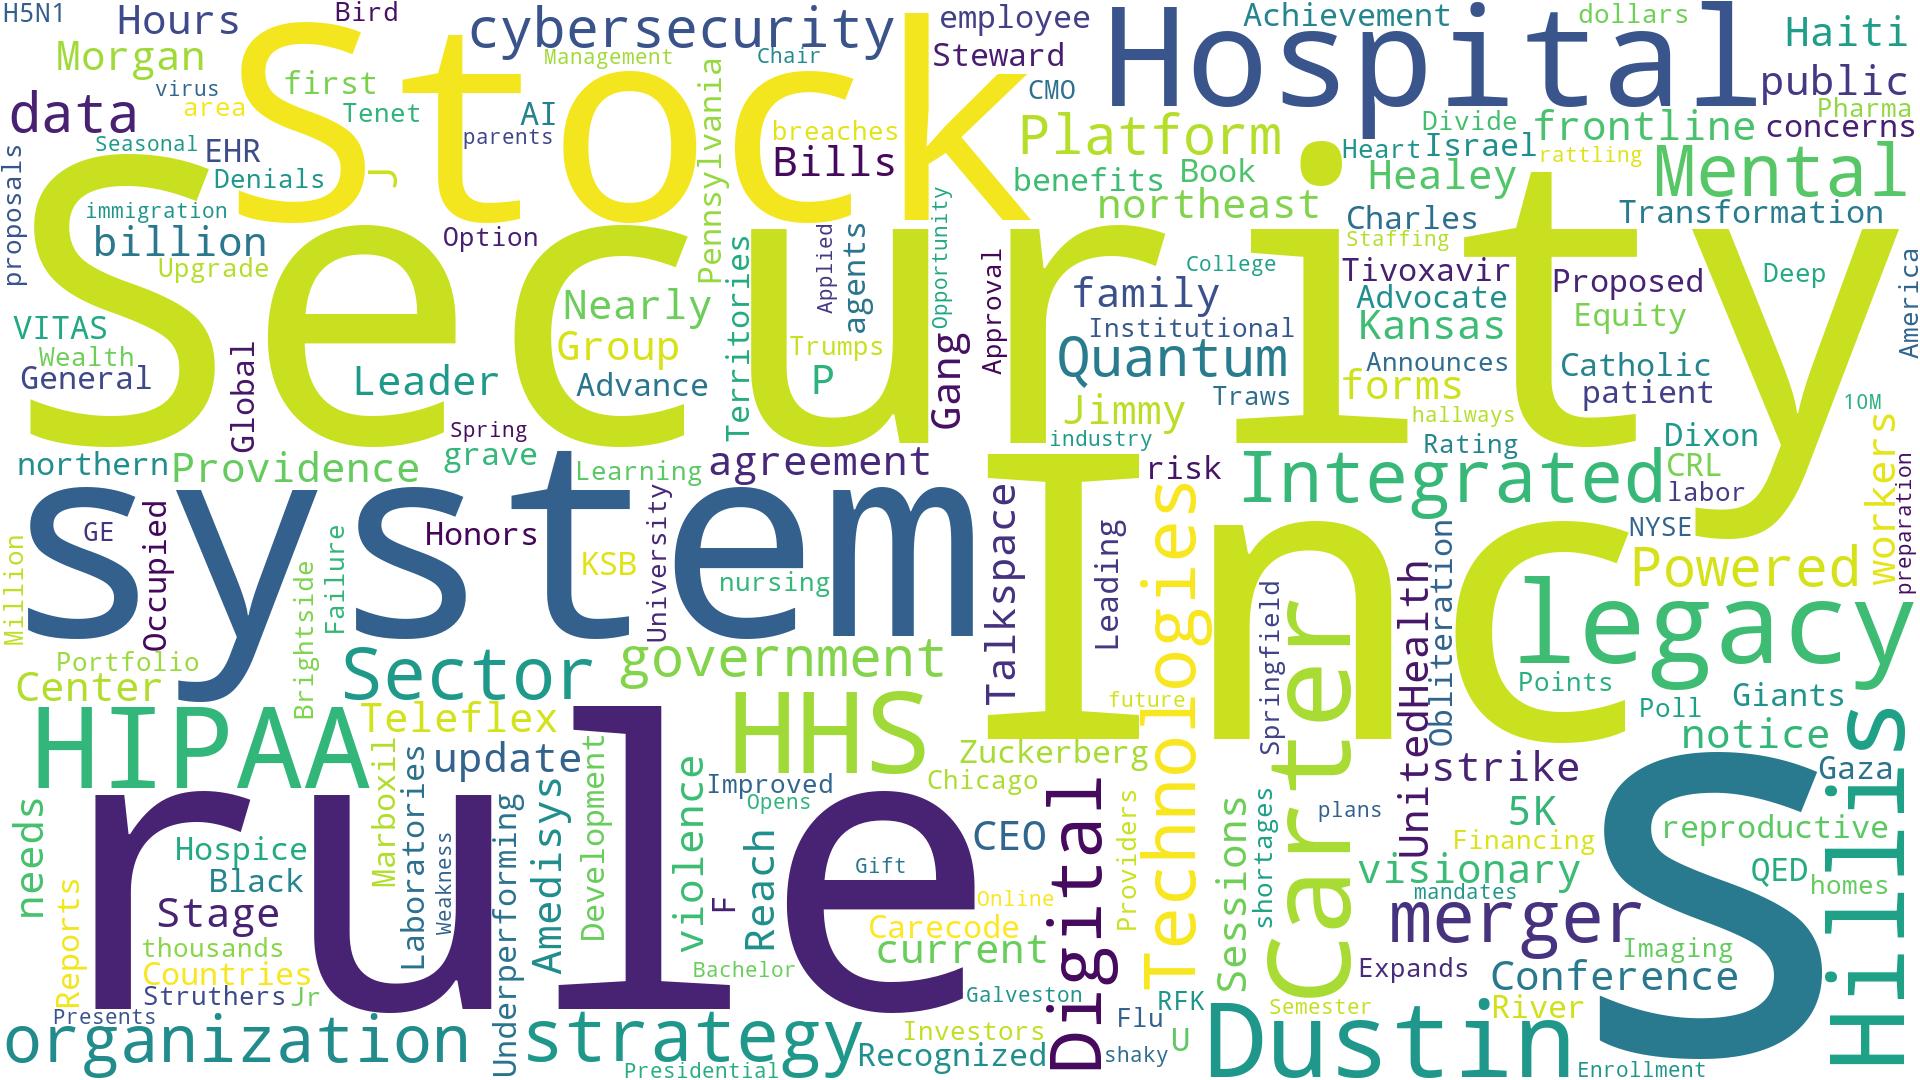 H5N1
Hours
Bird
Stock
cybersecurity
employee
Achievement
dollars
Haiti
Morgan
first
Management
Chair
Steward
Hospital
public
data
virus
area
Tenet
AI
parents
breaches
CMO
Pharma
Seasonal
EHR
Denials
J
Bills
Pennsylvania
Platform
Divide
frontline
concerns
proposals
Heart
Israel
rattling
Mental
benefits
Book
Healey
immigration
billion
Option
northeast
Charles
Transformation
Upgrade
Security
Territories
Applied
agents
Opportunity
Approval
College
Staffing
Tivoxavir
Proposed
Deep
America
VITAS
Nearly
family
Advocate
Equity
Wealth
Global
Group
Trumps
Gang
Institutional
Kansas
General
Leader
Advance
P
Quantum
Announces
Catholic
Traws
forms
patient
Jimmy
hallways
10M
Spring
industry
Rating
Dixon
Workers
northern
Providence
grave
Learning
agreement
risk
Integrated
CRL
labor
preparation
system
Inc
GE
Occupied
Honors
KSB
University
nursing
Talkspace
Leading
Technologies
NYSE
Powered
Million
Brightside
Failure
Springfield
UnitedHealth
Obliteration
legacy
Portfolio
Center
Sector
government
future
Carter
Points
Poll
Giants
HIPAA
Teleflex
rule
HHS
Zuckerberg
notice
Hillis
Marboxil
Laboratories
update
Development
violence
Improved
Chicago
strike
Gaza
needs
Opens
Digital
Providers
Sessions
shortages
plans
5K
S
Hospice
Weakness
Underperforming
Amedisys
Reach
CEO
Financing
reproductive
Black
Gift
visionary
QED
homes
Reports
Stage
F
Online
mandates
merger
thousands
Carecode
current
Imaging
Countries
Bachelor
Expands
Conference
Struthers
Jr
Galveston
RFK
Semester
River
Presents
organization
strategy
Investors
Flu
U
Dustin
Recognized
shaky
Presidential
Enrollment